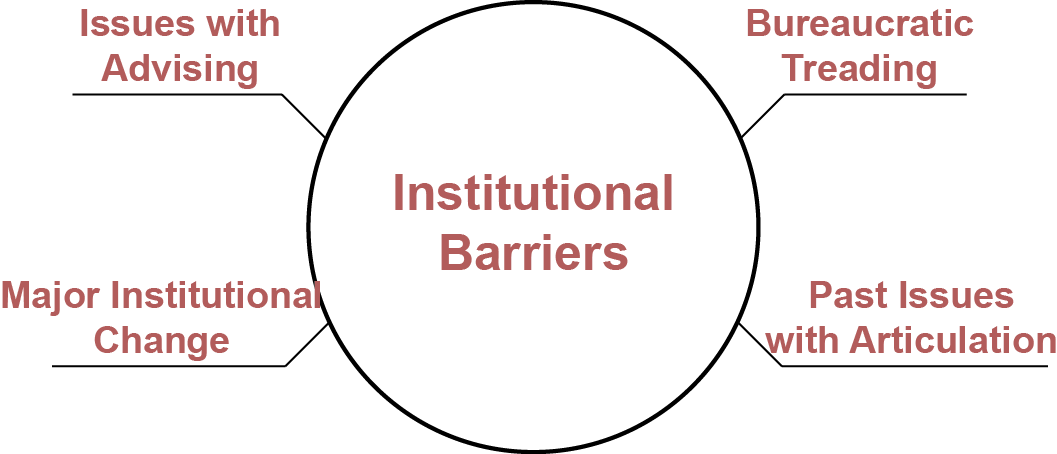 Issues with
Advising
Bureaucratic
Treading
Institutional
Barriers
Major Institutional
Change
Past Issues
with Articulation